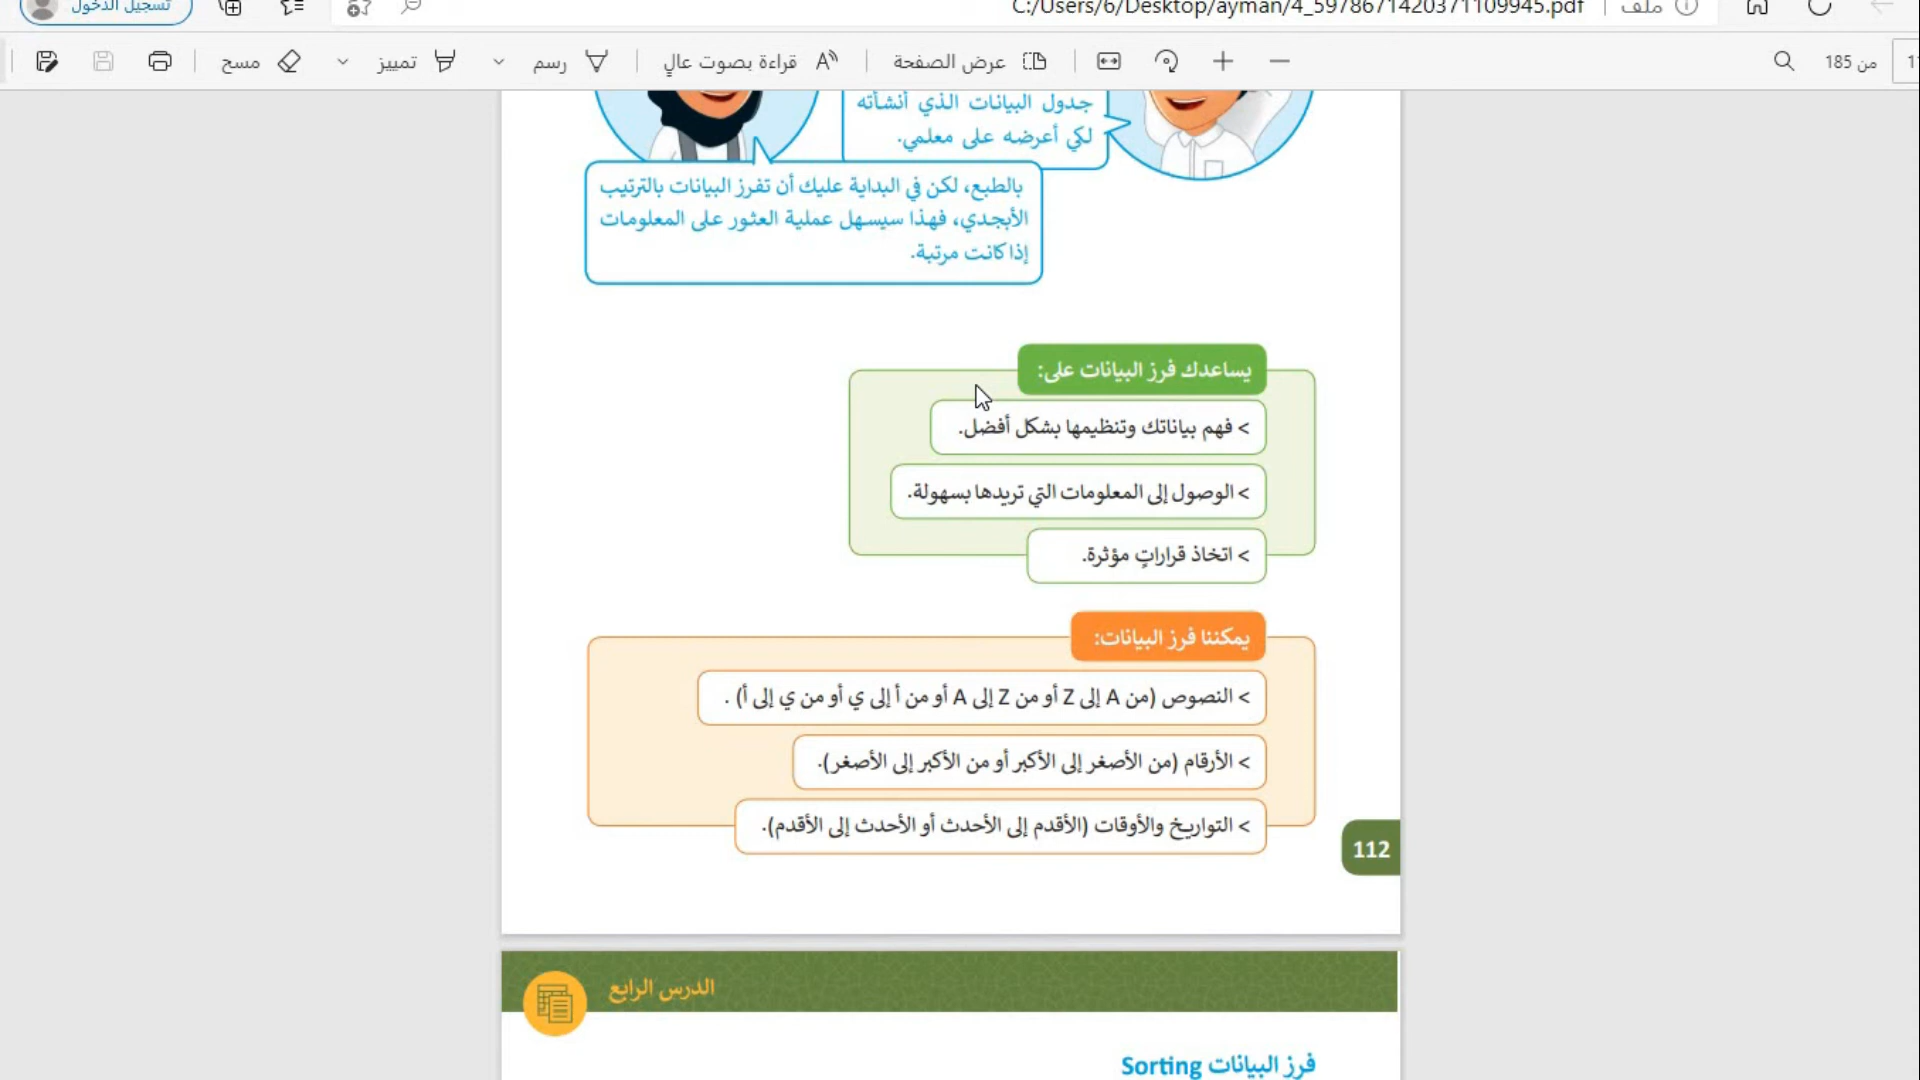 تسجيل الدخول
C:/Users/6/Desktop/ayman/4_5978671420371109945.pdf
ملف
مسح
تمييز
رسم
قراءة بصوت عالٍ
عرض الصفحة
من 185
جدول البيانات الذي أنشأته
لكي أعرضه على معلمي.
بالطبع، لكن في البداية عليك أن تفرز البيانات بالترتيب
الأبجدي، فهذا سيسهل عملية العثور على المعلومات
إذا كانت مرتبة.
يساعدك فرز البيانات على:
> فهم بياناتك وتنظيمها بشكل أفضل.
> الوصول إلى المعلومات التي تريدها بسهولة.
> اتخاذ قراراتٍ مؤثرة.
يمكننا فرز البيانات:
> النصوص (من A إلى Z أو من Z إلى A أو من أ إلى ي أو من ي إلى أ) .
> الأرقام (من الأصغر إلى الأكبر أو من الأكبر إلى الأصغر).
> التواريخ والأوقات (الأقدم إلى الأحدث أو الأحدث إلى الأقدم).
112
الدرس الرابع
فرز البيانات Sorting